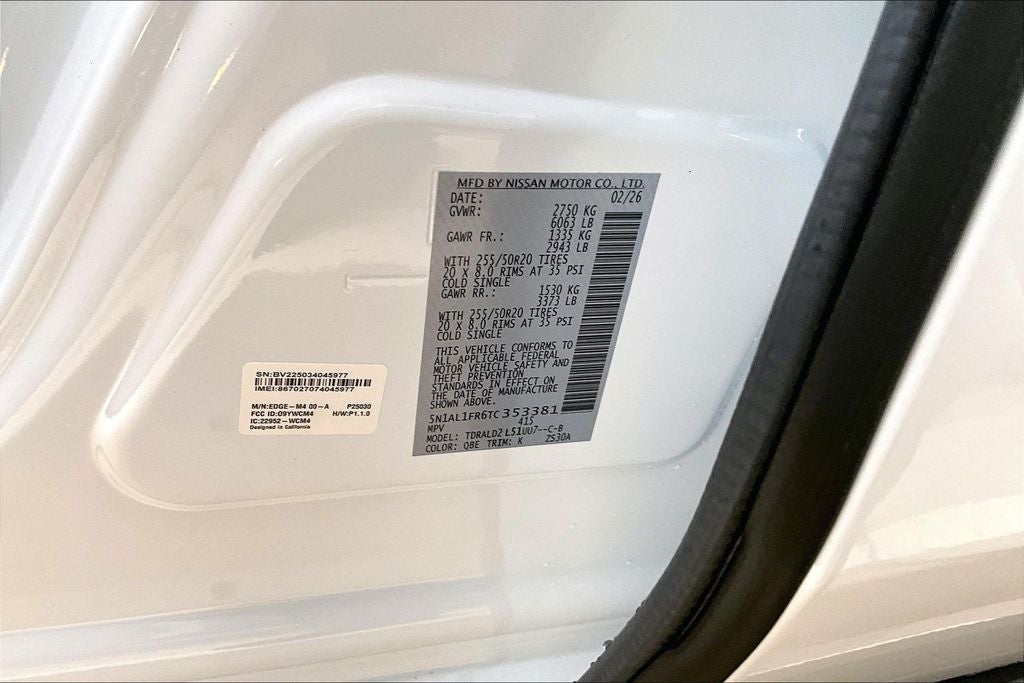 MFD BY NISSAN MOTOR CO., LTD.
DATE: 02/26
GVWR: 2750 KG
6063 LB
GAWR FR.: 1335 KG
2943 LB
WITH 255/50R20 TIRES
20 X 8.0 RIMS AT 35 PSI
COLD SINGLE
GAWR RR.: 1530 KG
3373 LB
WITH 255/50R20 TIRES
20 X 8.0 RIMS AT 35 PSI
COLD SINGLE
THIS VEHICLE CONFORMS TO
ALL APPLICABLE FEDERAL
MOTOR VEHICLE SAFETY AND
THEFT PREVENTION
STANDARDS IN EFFECT ON
THE DATE OF MANUFACTURE
5N1AL1FR6TC353381
MPV 415
MODEL: TDRALD2 L51UU7--C-B
COLOR: QBE TRIM: K ZS30A
SN:BV225034045977
IMEI:867027074045977
M/N:EDGE-M4 00-A P25030
FCC ID:O9YWCM4 H/W:P1.1.0
IC:22952-WCM4
Designed in California